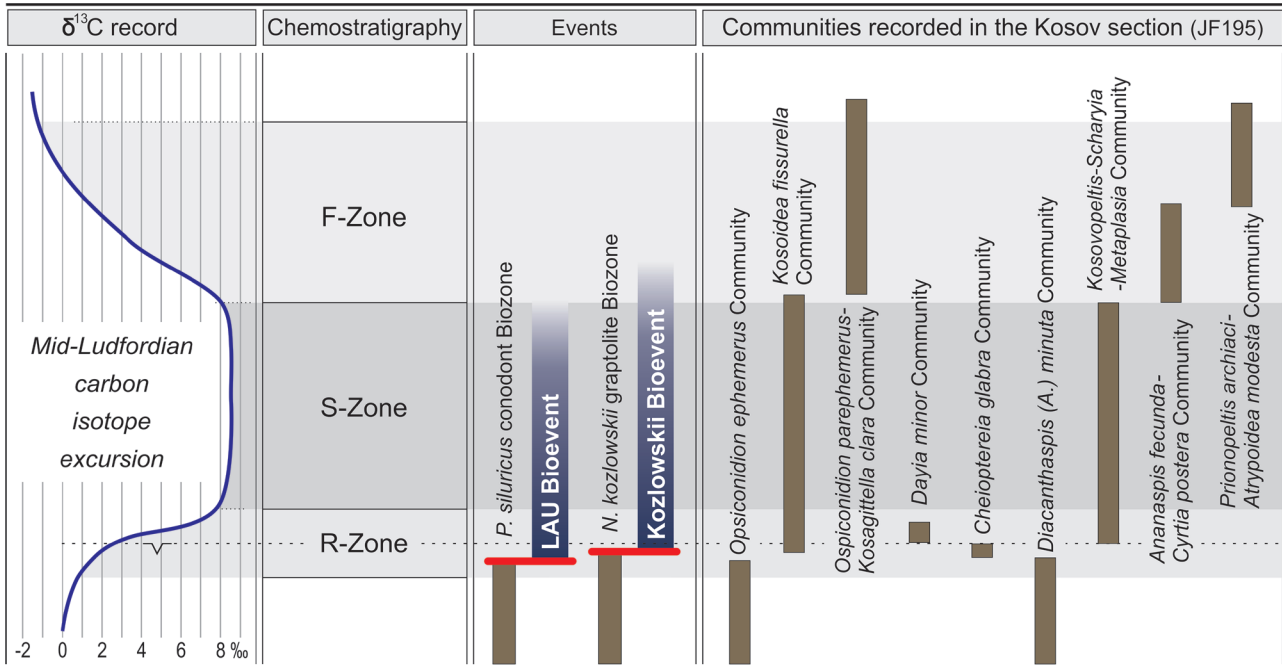 δ¹³C record
Chemostratigraphy
Events
Communities recorded in the Kosov section (JF195)
Mid-Ludfordian
carbon
isotope
excursion
-2 0 2 4 6 8 ‰
F-Zone
S-Zone
R-Zone
P. siluricus conodont Biozone
LAU Bioevent
N. kozlowskii graptolite Biozone
Kozlowskii Bioevent
Opsiconidion ephemerus Community
Kosoidea fissurella
Community
Ospiconidion parephemerus-
Kosagittella clara Community
Dayia minor Community
Cheiopteria glabra Community
Diacanthaspis (A.) minuta Community
Kosovopeltis-Scharyia
-Metaplasia Community
Ananaspis fecunda-
Cyrtia postera Community
Prionopeltis archiaci-
Atrypoidea modesta Community